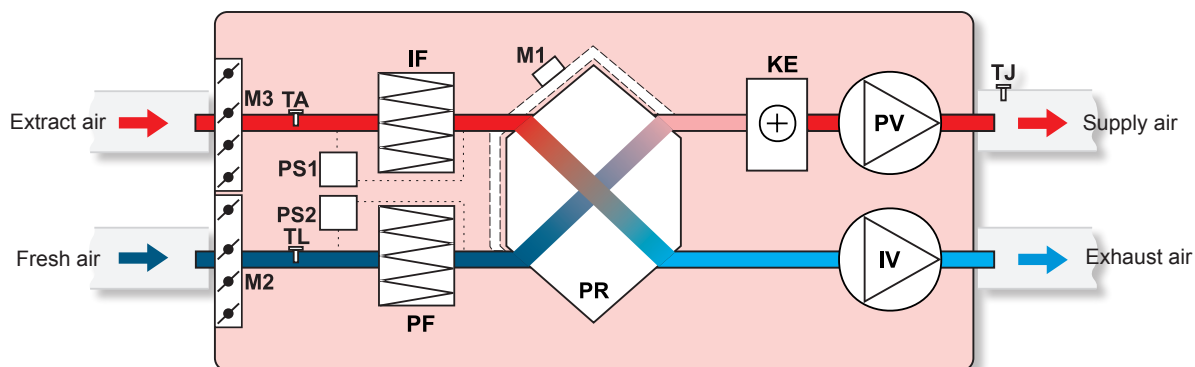 M1
IF
KE
TJ
M3
TA
Extract air
PV
Supply air
PS1
PS2
TL
Fresh air
IV
Exhaust air
M2
PR
PF